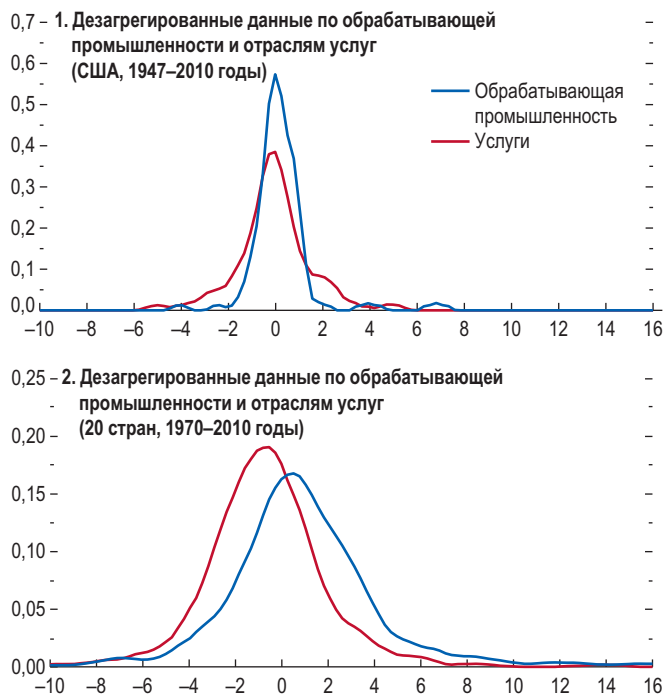 0,7
1. Дезагрегированные данные по обрабатывающей
промышленности и отраслям услуг
(США, 1947–2010 годы)
0,6
0,5
0,4
0,3
0,2
0,1
0,0
Обрабатывающая
промышленность
Услуги
–10 –8 –6 –4 –2 0 2 4 6 8 10 12 14 16
0,25
2. Дезагрегированные данные по обрабатывающей
промышленности и отраслям услуг
(20 стран, 1970–2010 годы)
0,20
0,15
0,10
0,05
0,00
–10 –8 –6 –4 –2 0 2 4 6 8 10 12 14 16